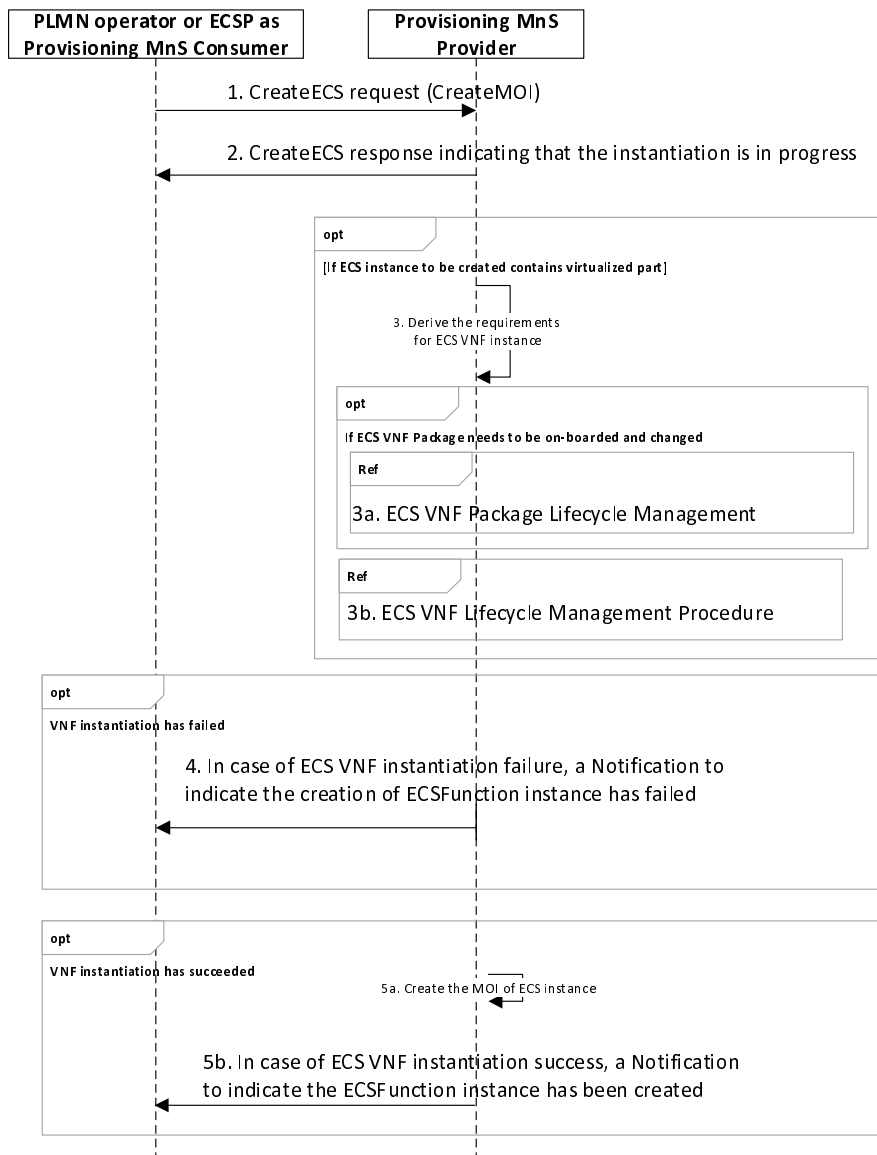 PLMN operator or ECSP as
Provisioning MnS Consumer
Provisioning MnS
Provider
1. CreateECS request (CreateMOI)
2. CreateECS response indicating that the instantiation is in progress
opt
[If ECS instance to be created contains virtualized part]
3. Derive the requirements
for ECS VNF instance
opt
If ECS VNF Package needs to be on-boarded and changed
Ref
3a. ECS VNF Package Lifecycle Management
Ref
3b. ECS VNF Lifecycle Management Procedure
opt
VNF instantiation has failed
4. In case of ECS VNF instantiation failure, a Notification to
indicate the creation of ECSFunction instance has failed
opt
VNF instantiation has succeeded
5a. Create the MOI of ECS instance
5b. In case of ECS VNF instantiation success, a Notification
to indicate the ECSFunction instance has been created